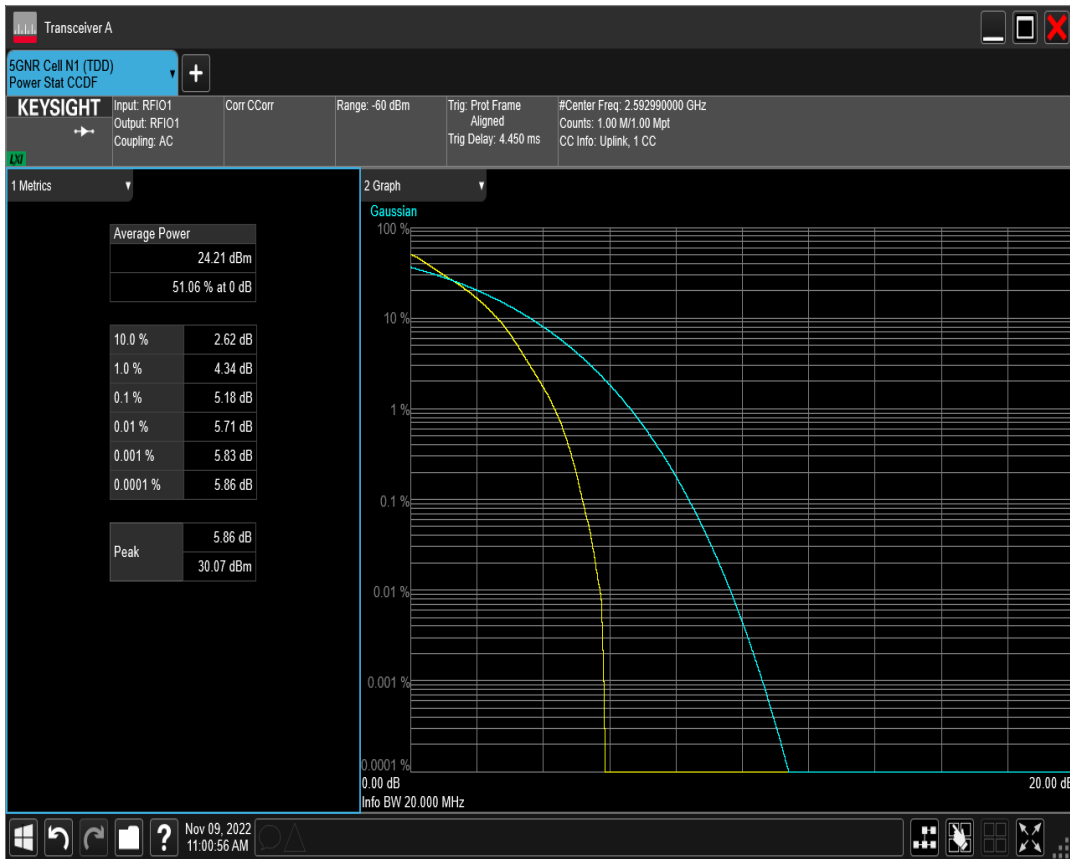 Transceiver A
5GNR Cell N1 (TDD)
Power Stat CCDF
+
KEYSIGHT
LXI
Input: RFIO1
Output: RFIO1
Coupling: AC
Corr CCorr
Range: -60 dBm
Trig: Prot Frame
Aligned
Trig Delay: 4.450 ms
#Center Freq: 2.592990000 GHz
Counts: 1.00 M/1.00 Mpt
CC Info: Uplink, 1 CC
1 Metrics
Average Power
24.21 dBm
51.06 % at 0 dB
10.0 % 2.62 dB
1.0 % 4.34 dB
0.1 % 5.18 dB
0.01 % 5.71 dB
0.001 % 5.83 dB
0.0001 % 5.86 dB
Peak
5.86 dB
30.07 dBm
2 Graph
Gaussian
100 %
10 %
1 %
0.1 %
0.01 %
0.001 %
0.0001 %
0.00 dB 20.00 dB
Info BW 20.000 MHz
?
Nov 09, 2022
11:00:56 AM